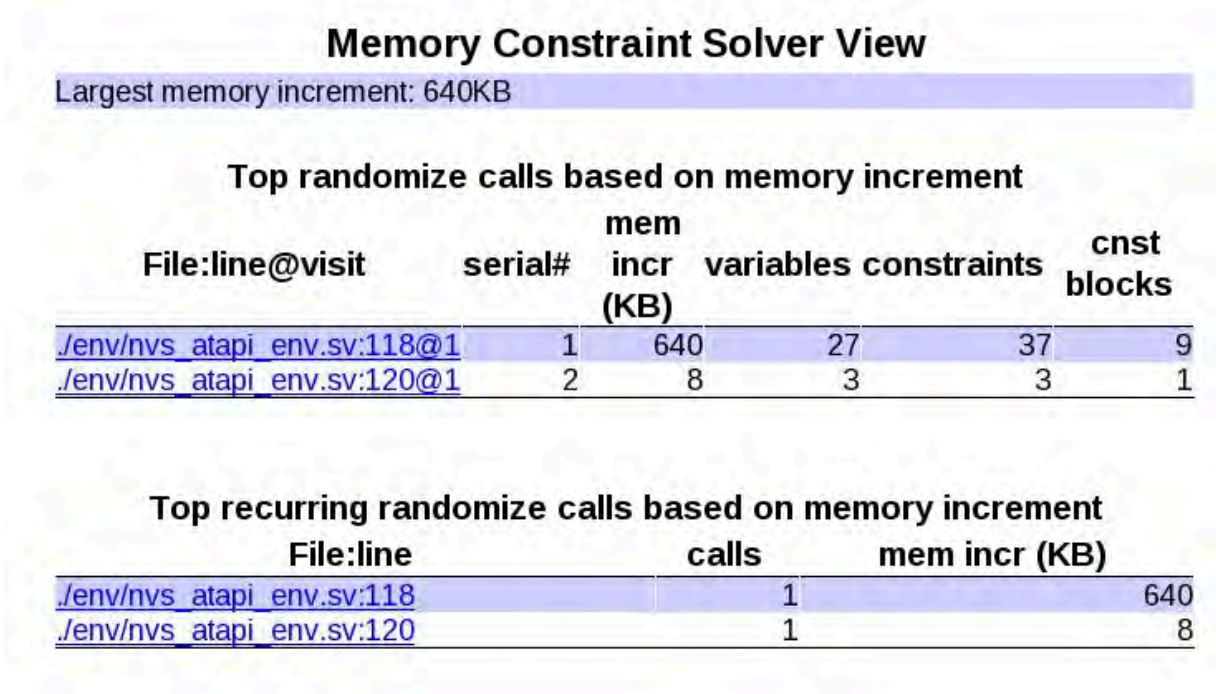 Memory Constraint Solver View
Largest memory increment: 640KB
Top randomize calls based on memory increment
File:line@visit serial# mem incr (KB) variables constraints cnst blocks
./env/nvs_atapi_env.sv:118@1 1 640 27 37 9
./env/nvs_atapi_env.sv:120@1 2 8 3 3 1
Top recurring randomize calls based on memory increment
File:line calls mem incr (KB)
./env/nvs_atapi_env.sv:118 1 640
./env/nvs_atapi_env.sv:120 1 8